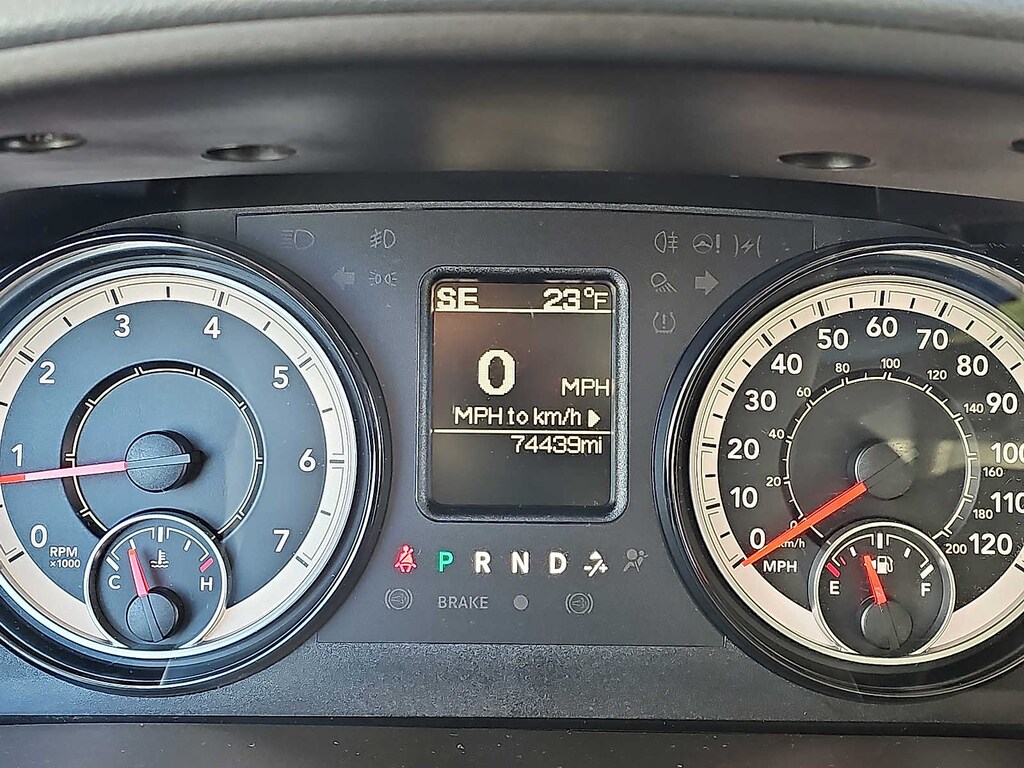 SE 23°F
0 MPH
MPH to km/h
74439mi
0 1 2 3 4 5 6 7
RPM
×1000
C H
P R N D
BRAKE
0 10 20 30 40 50 60 70 80 90 100 110 120
MPH
0 20 40 60 80 100 120 140 160 180 200
km/h
E F